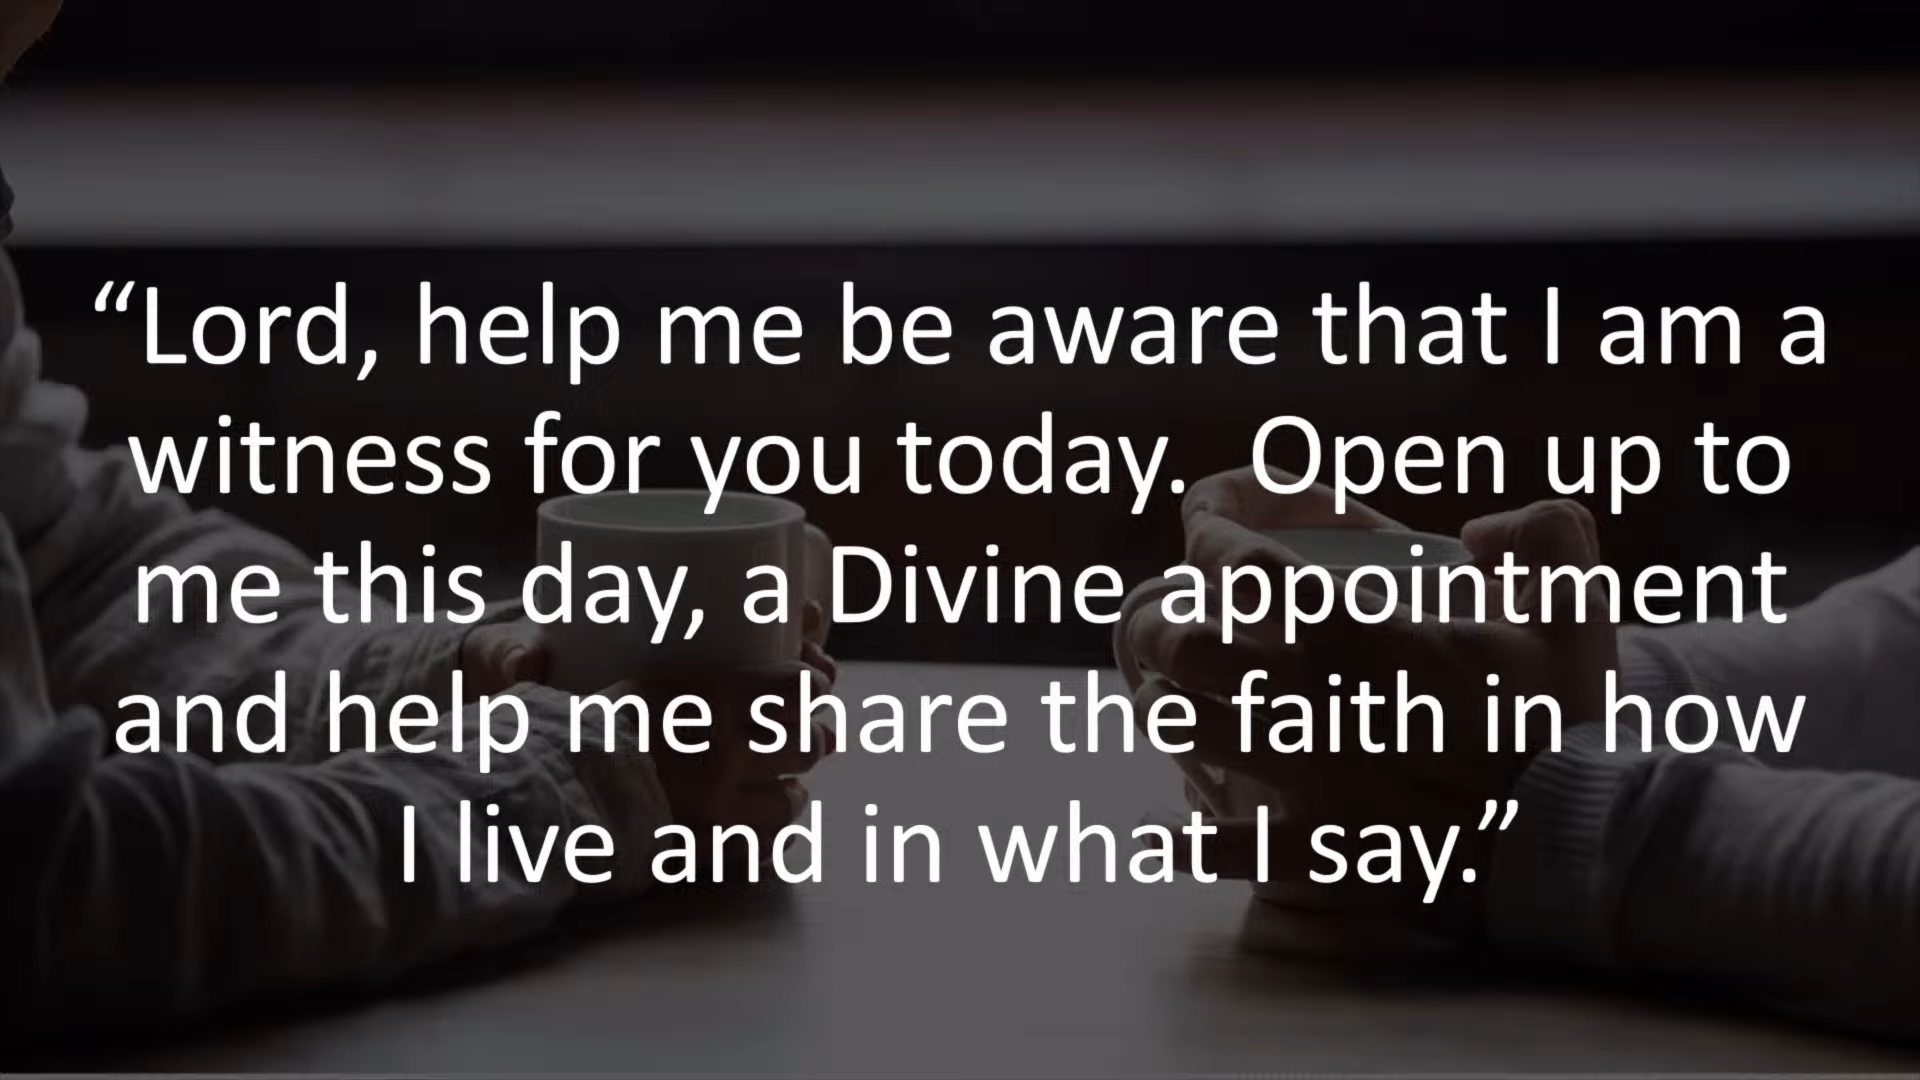 “Lord, help me be aware that I am a
witness for you today.  Open up to
me this day, a Divine appointment
and help me share the faith in how
I live and in what I say.”